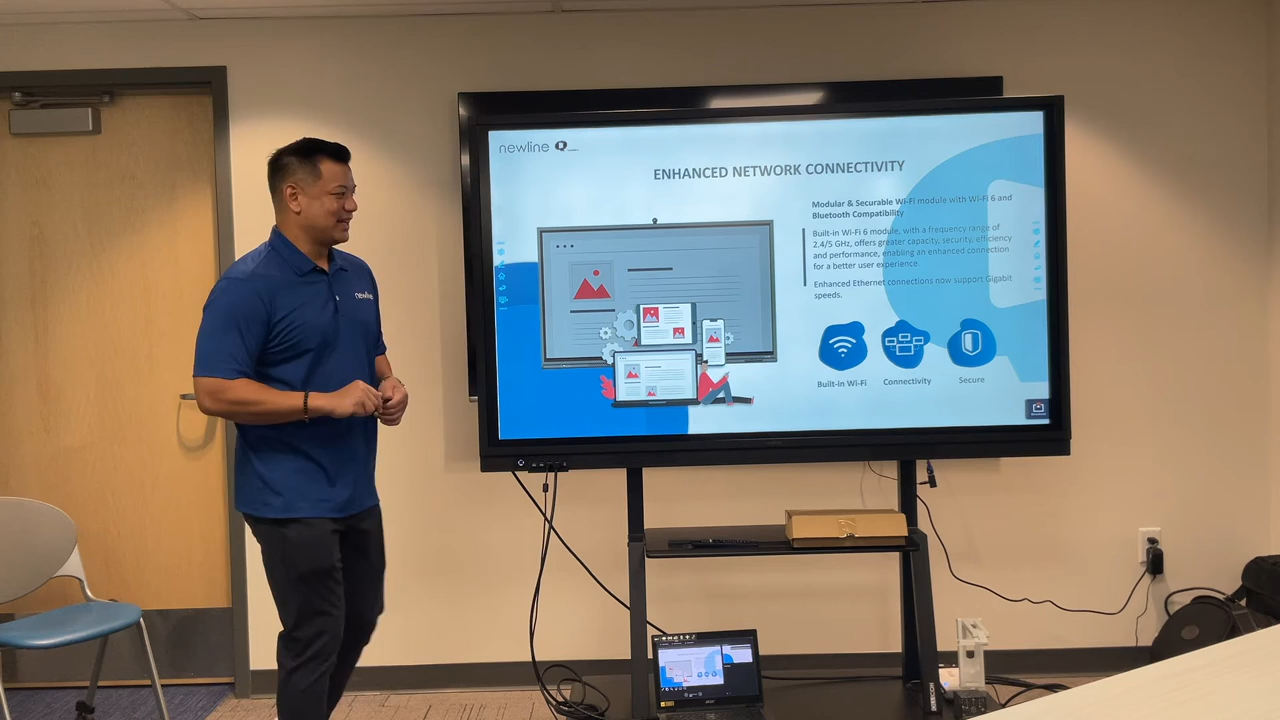 newline Q
ENHANCED NETWORK CONNECTIVITY
Modular & Securable Wi-Fi module with Wi-Fi 6 and
Bluetooth Compatibility
Built-in Wi-Fi 6 module, with a frequency range of
2.4/5 GHz, offers greater capacity, security, efficiency
and performance, enabling an enhanced connection
for a better user experience.
Enhanced Ethernet connections now support Gigabit
speeds.
Built-in Wi-Fi
Connectivity
Secure
newline